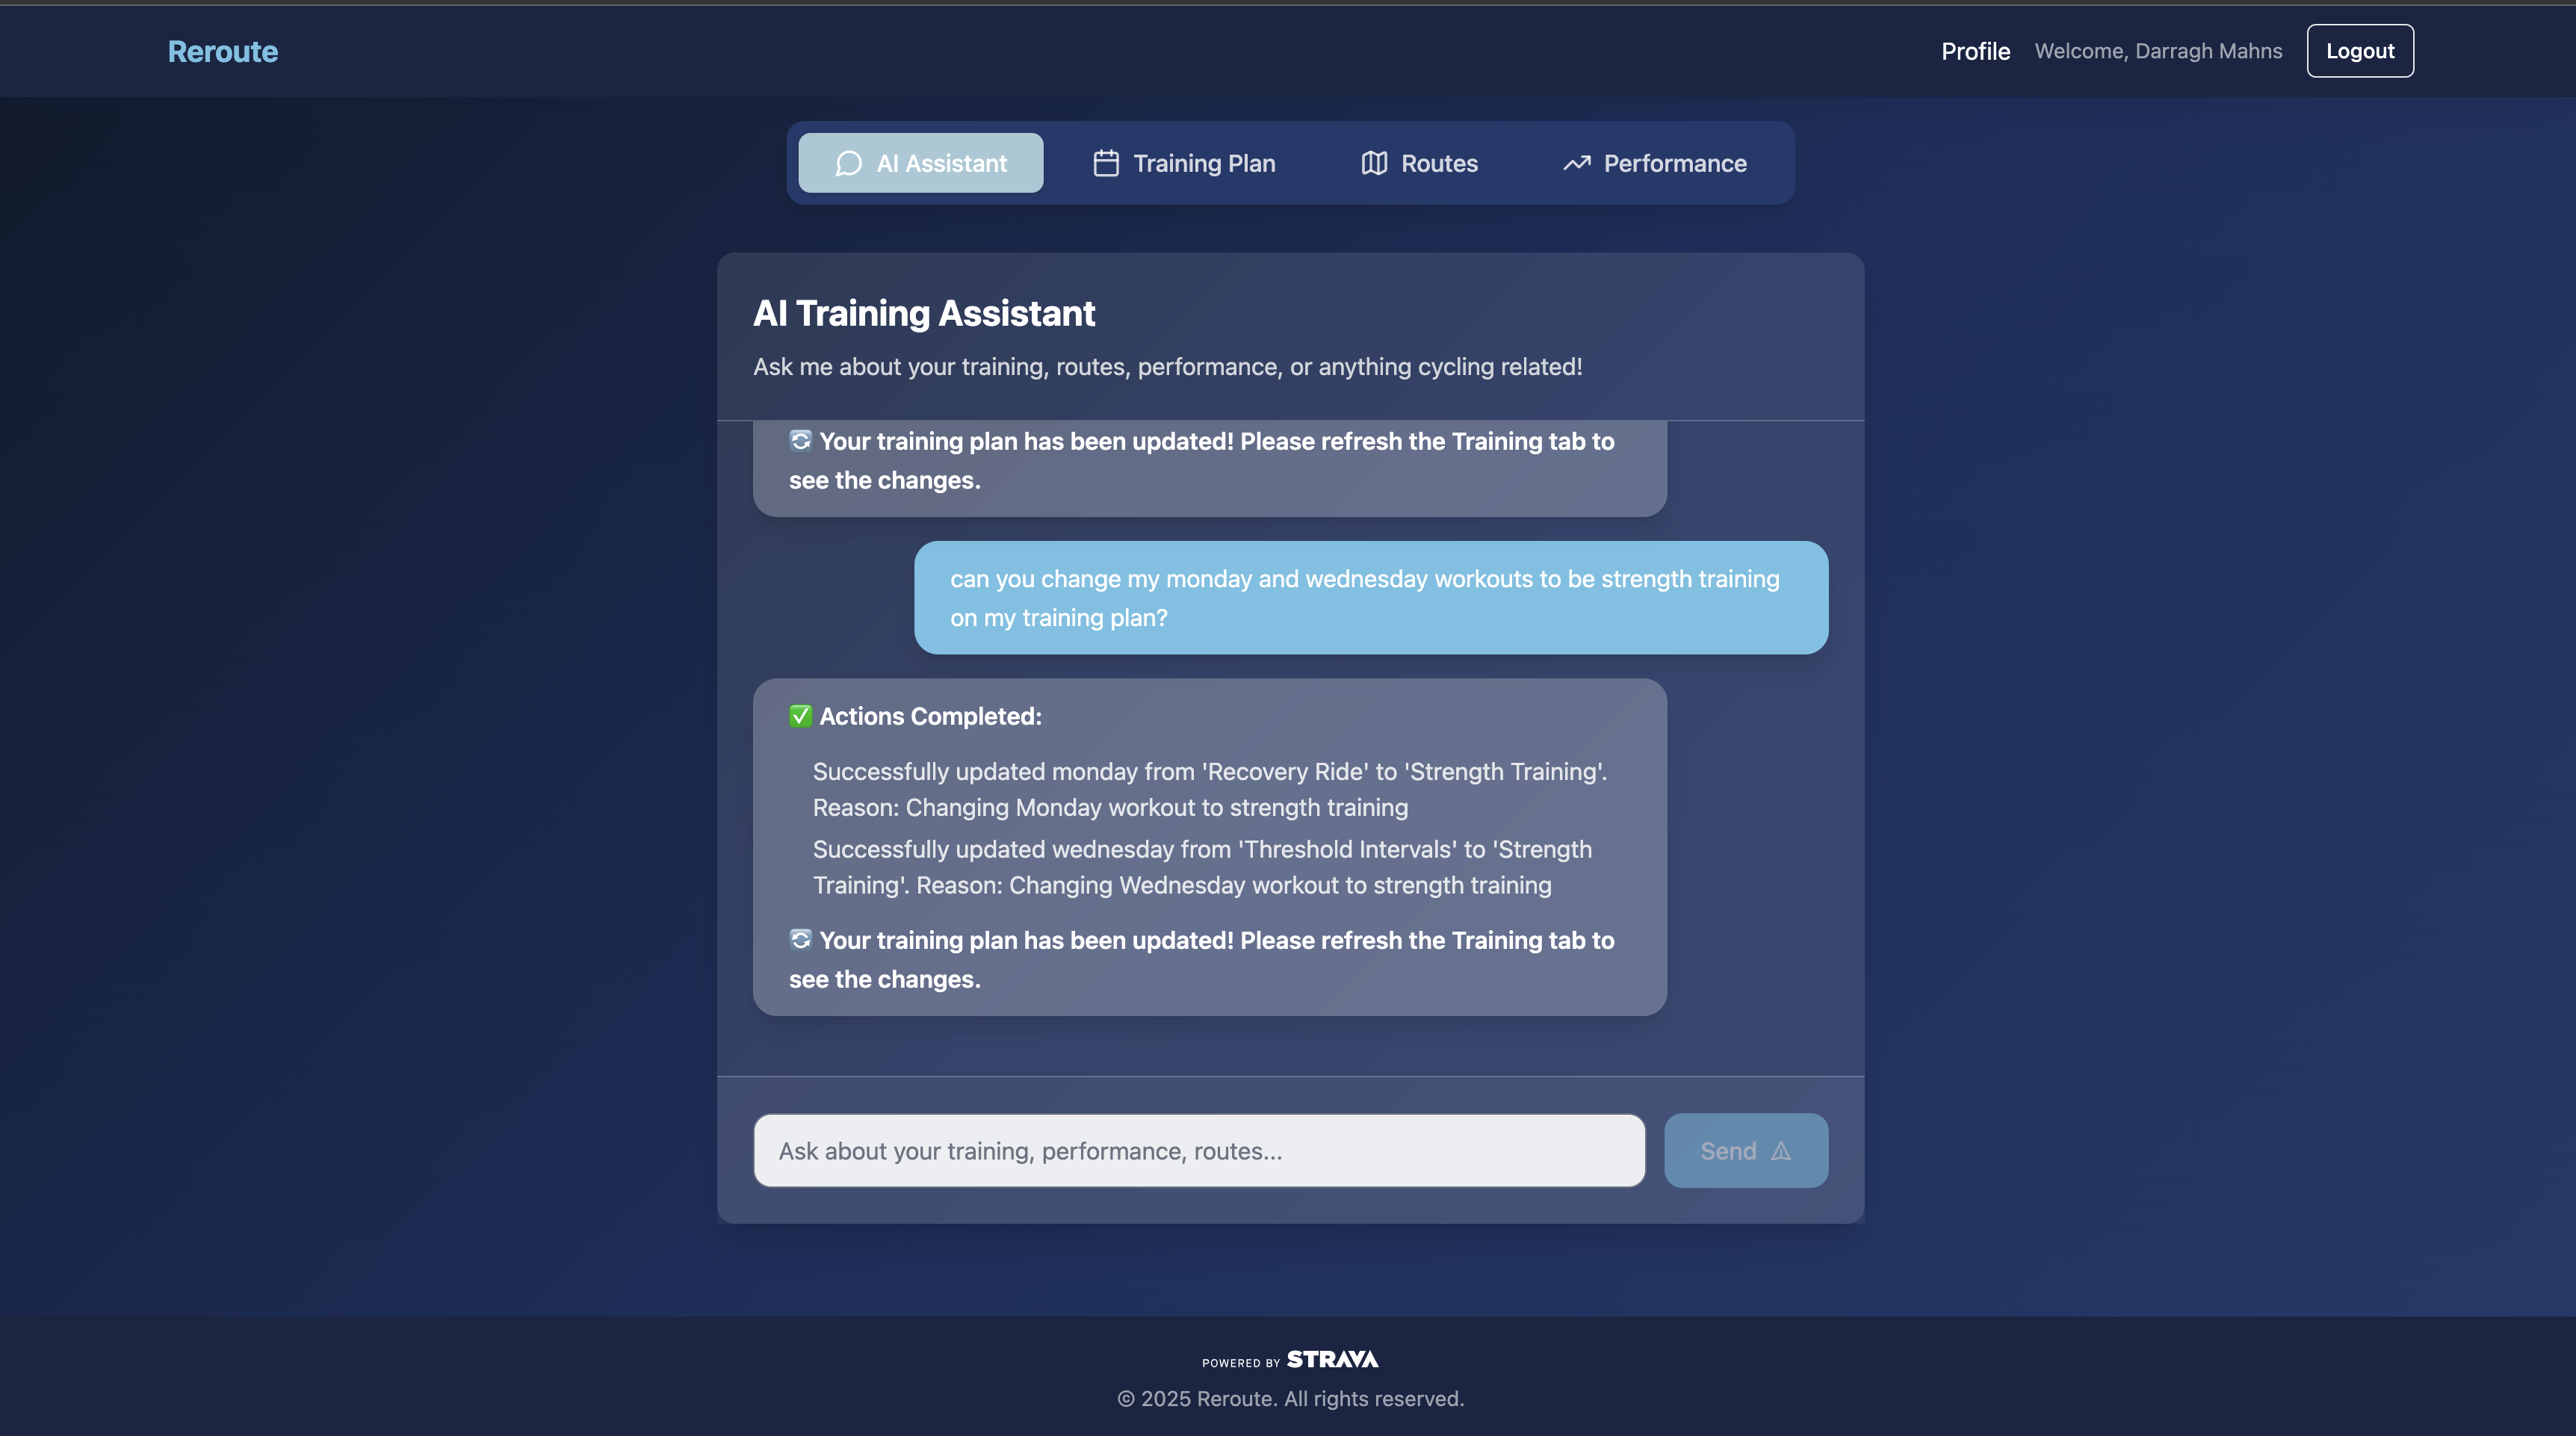 Reroute
Profile
Welcome, Darragh Mahns
Logout
AI Assistant
Training Plan
Routes
Performance
AI Training Assistant
Ask me about your training, routes, performance, or anything cycling related!
🔄 Your training plan has been updated! Please refresh the Training tab to
see the changes.
can you change my monday and wednesday workouts to be strength training
on my training plan?
✅ Actions Completed:
Successfully updated monday from 'Recovery Ride' to 'Strength Training'.
Reason: Changing Monday workout to strength training
Successfully updated wednesday from 'Threshold Intervals' to 'Strength
Training'. Reason: Changing Wednesday workout to strength training
🔄 Your training plan has been updated! Please refresh the Training tab to
see the changes.
Ask about your training, performance, routes...
Send
POWERED BY STRAVA
© 2025 Reroute. All rights reserved.